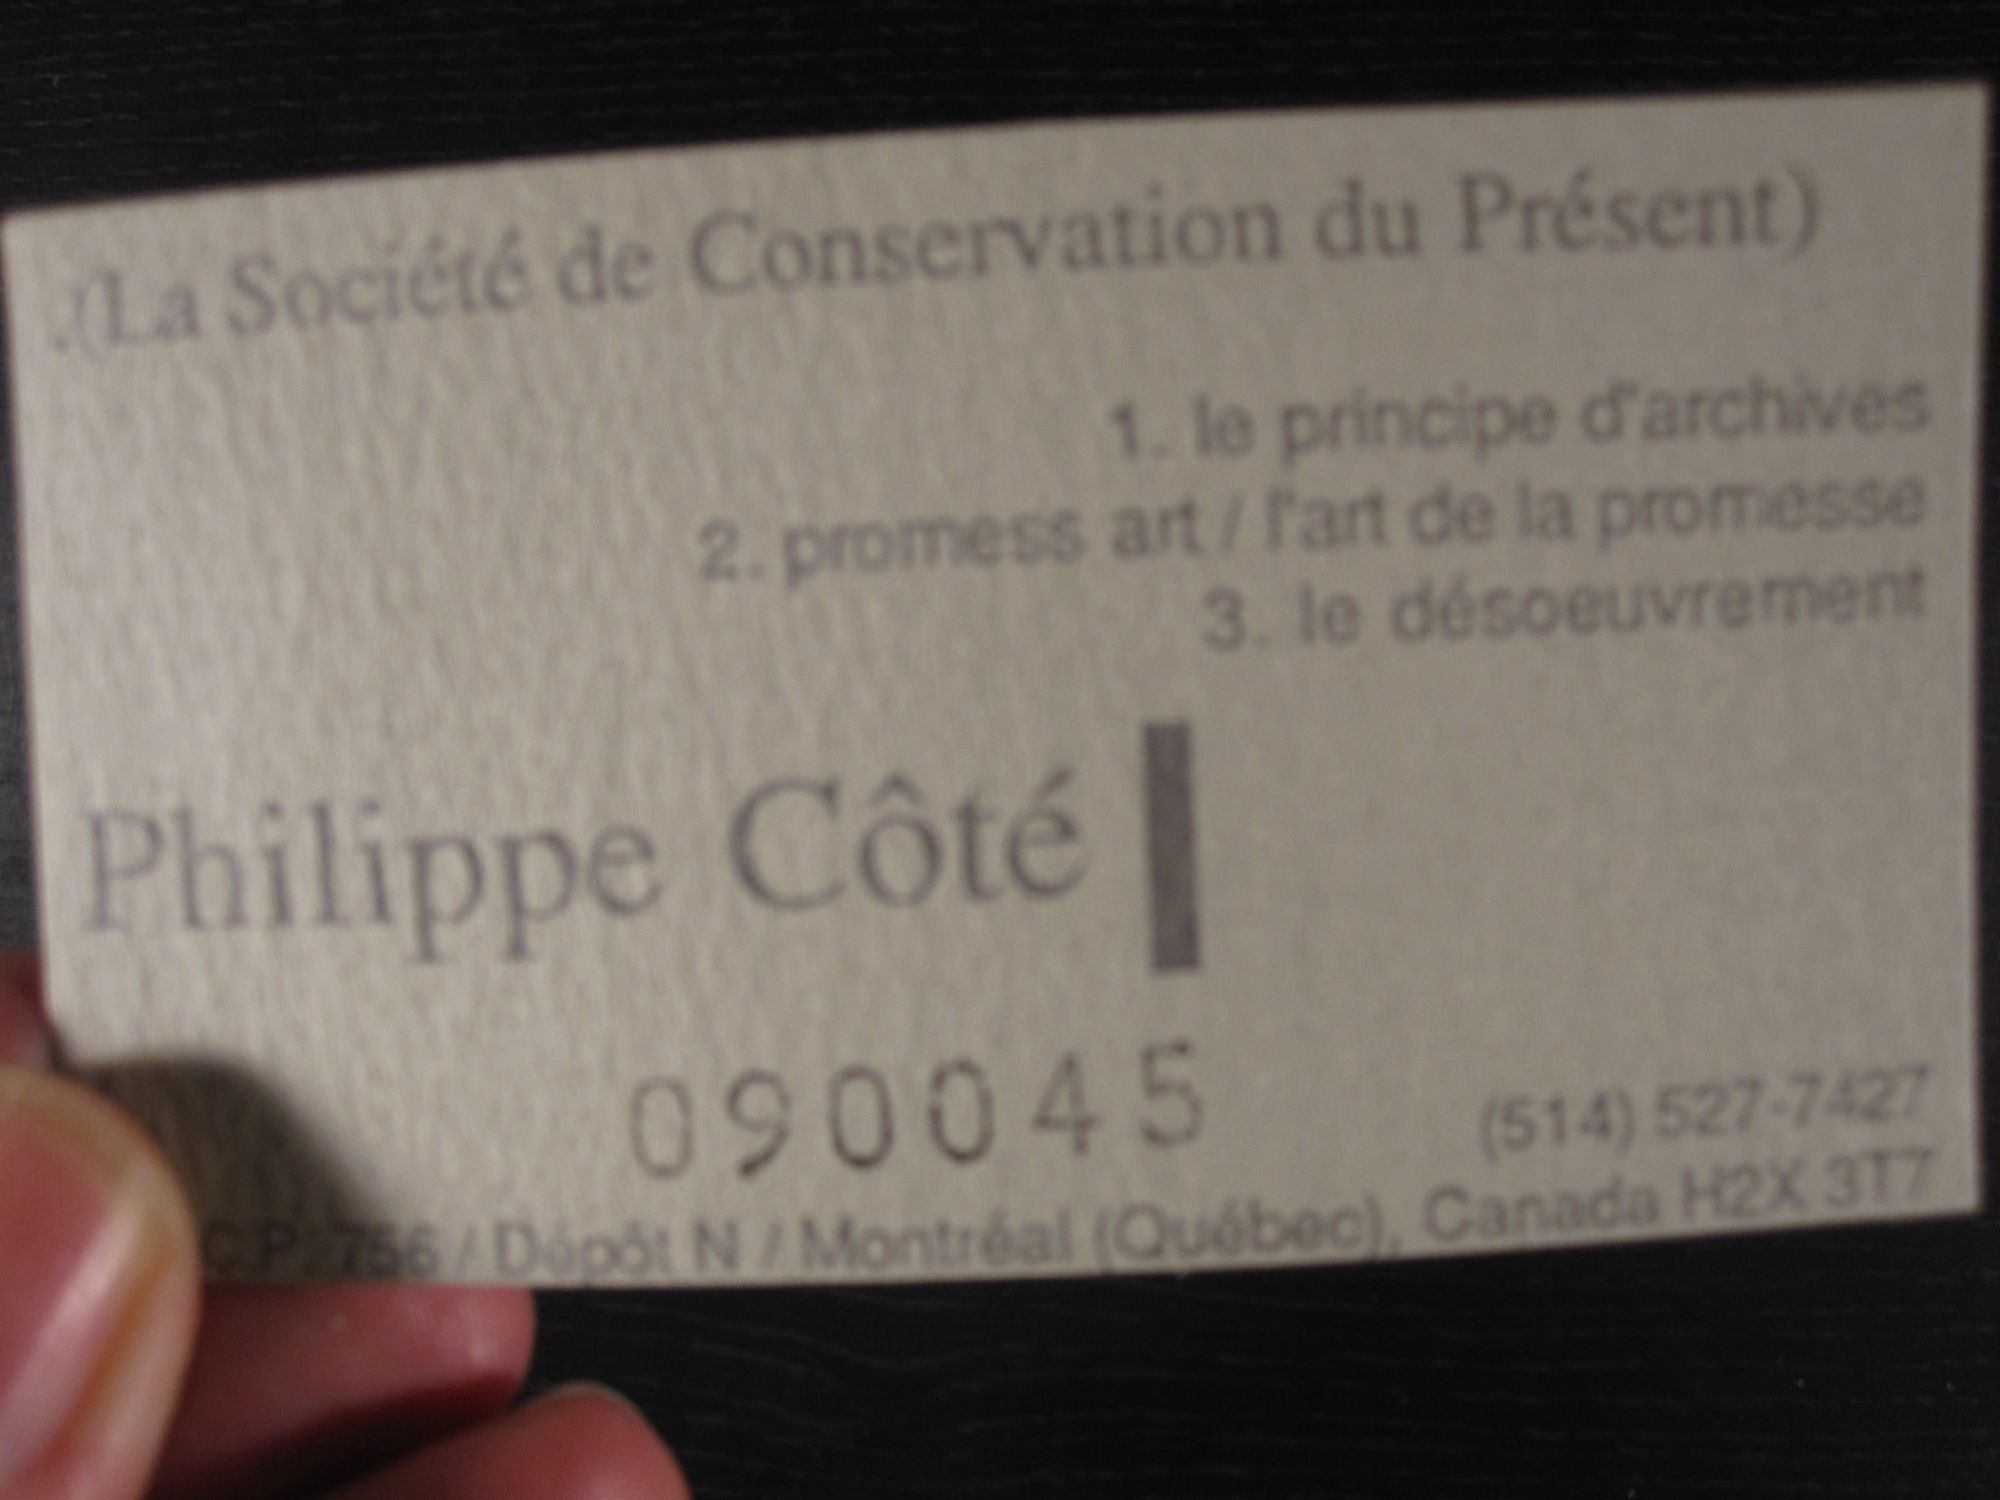 .(La Société de Conservation du Présent)
1. le principe d'archives
2. promess art / l'art de la promesse
3. le désoeuvrement
Philippe Côté
090045
(514) 527-7427
C.P. 756 / Dépôt N / Montréal (Québec), Canada H2X 3T7